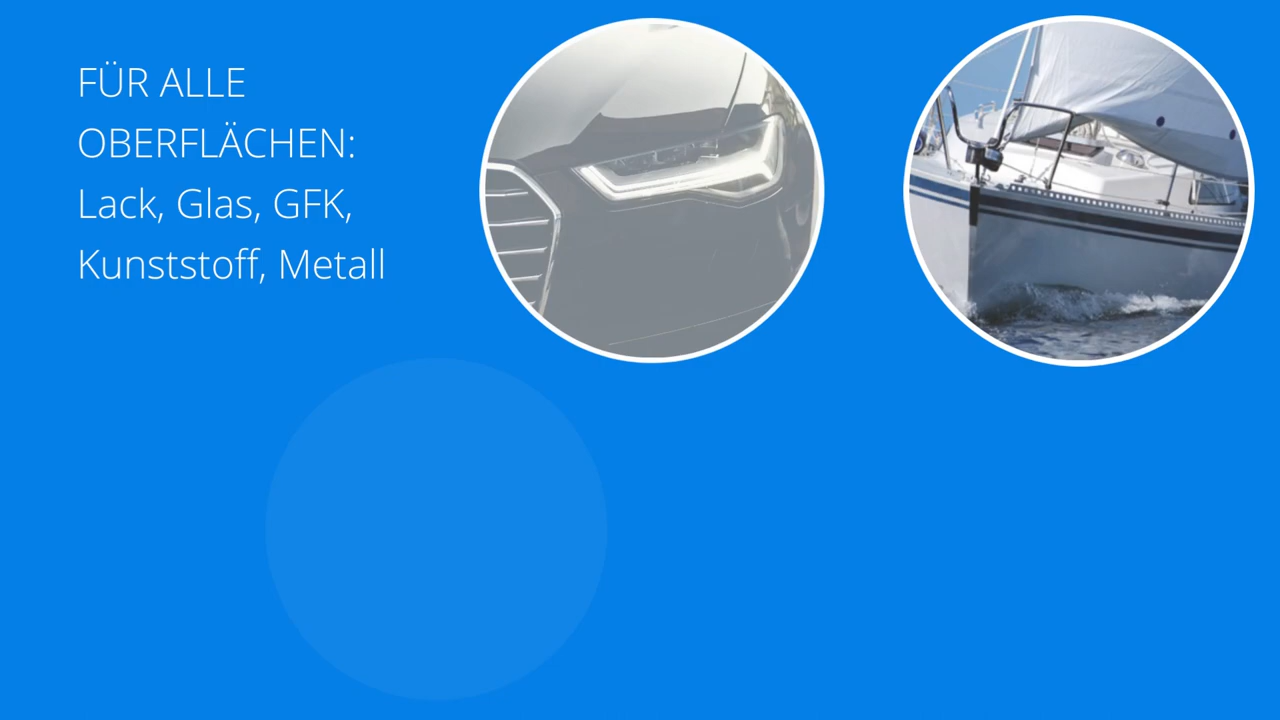 FÜR ALLE
OBERFLÄCHEN:
Lack, Glas, GFK,
Kunststoff, Metall